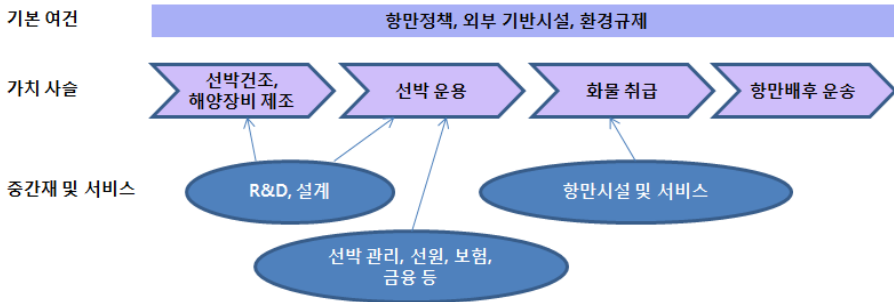 기본 여건
항만정책, 외부 기반시설, 환경규제
가치 사슬
선박건조,
해양장비 제조
선박 운용
화물 취급
항만배후 운송
중간재 및 서비스
R&D, 설계
항만시설 및 서비스
선박 관리, 선원, 보험,
금융 등